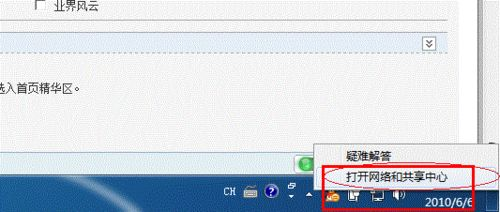 业界风云
选入首页精华区。
疑难解答
打开网络和共享中心
CH
2010/6/6